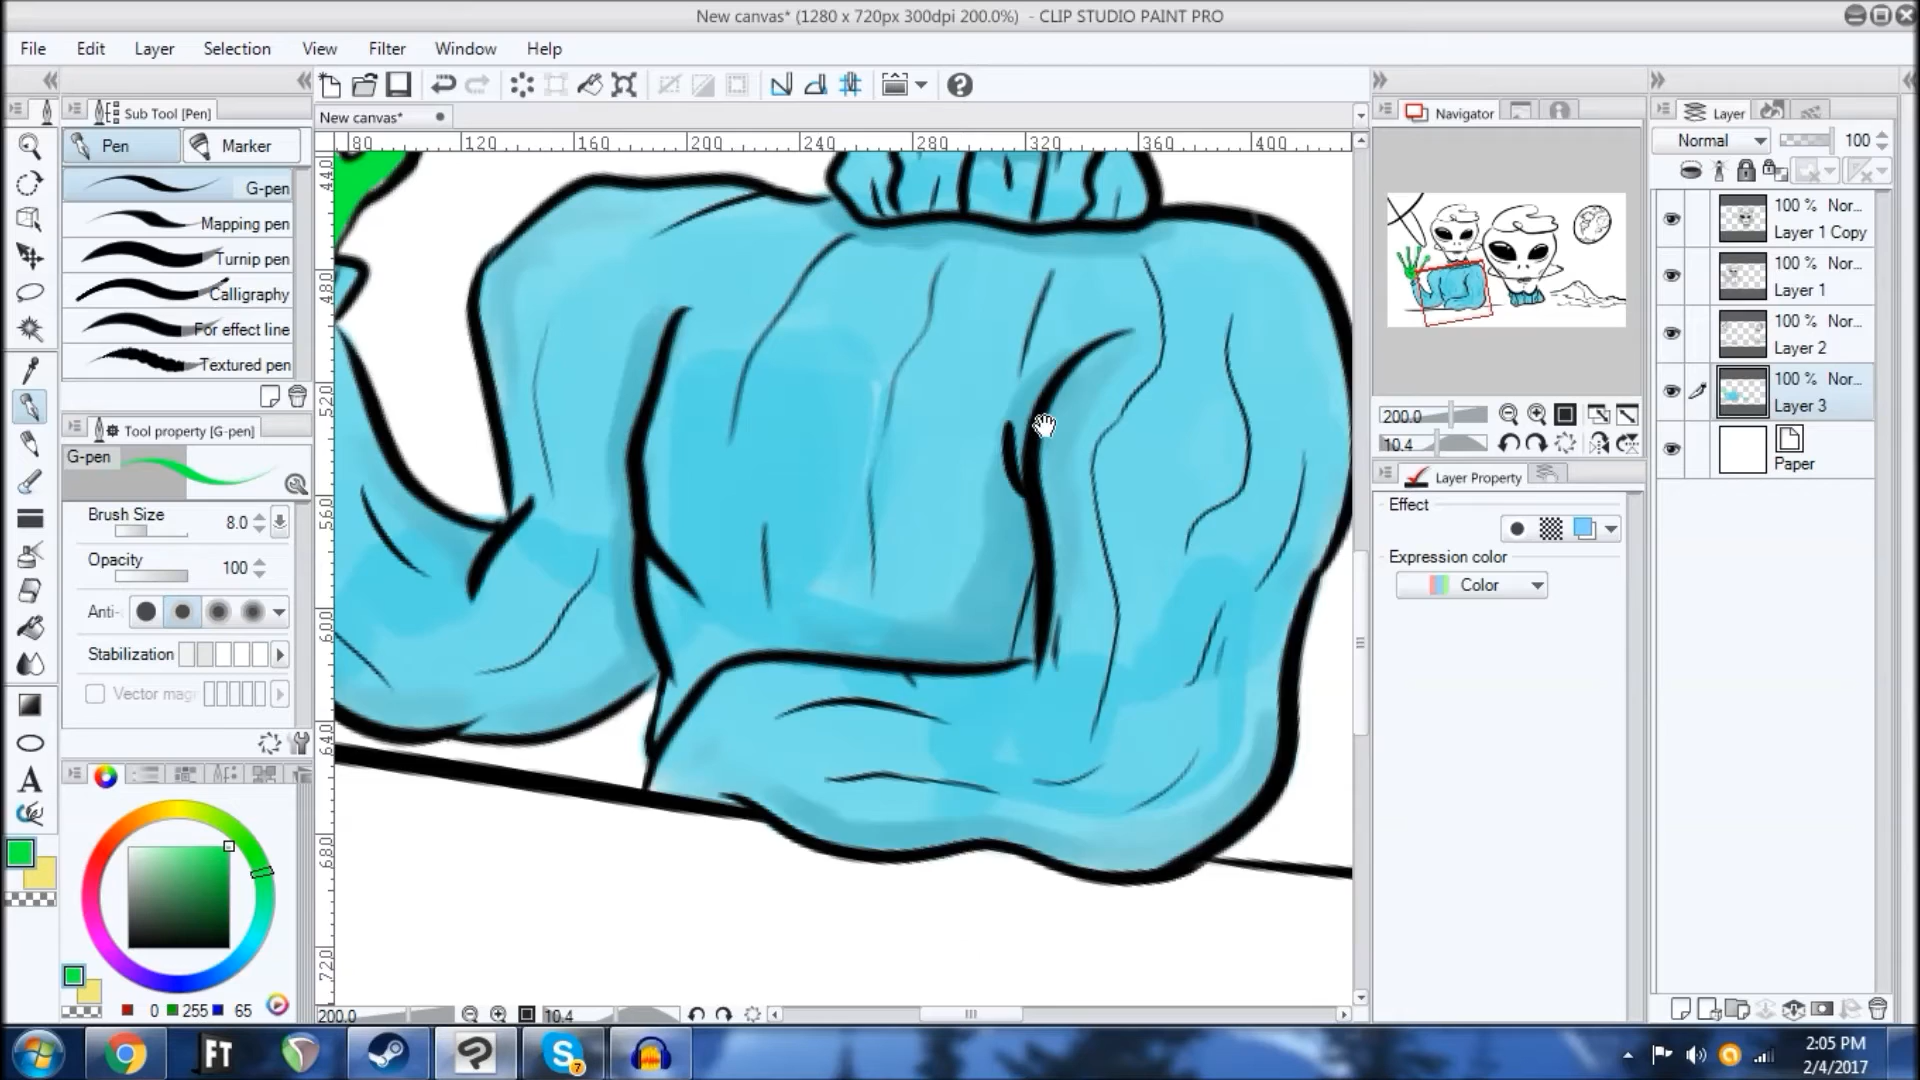 New canvas* (1280 x 720px 300dpi 200.0%) - CLIP STUDIO PAINT PRO
File Edit Layer Selection View Filter Window Help
Sub Tool [Pen]
Pen Marker
G-pen
Mapping pen
Turnip pen
Calligraphy
For effect line
Textured pen
Tool property [G-pen]
G-pen
Brush Size 8.0
Opacity 100
Anti-
Stabilization
Vector mag
0 255 65
New canvas*
80 120 160 200 240 280 320 360 400
440
480
520
560
600
640
680
720
200.0 10.4
Navigator
200.0
10.4
Layer Property
Effect
Expression color
Color
Layer
Normal 100
100 % Nor...
Layer 1 Copy
100 % Nor...
Layer 1
100 % Nor...
Layer 2
100 % Nor...
Layer 3
Paper
A
FT
S
7
2:05 PM
2/4/2017